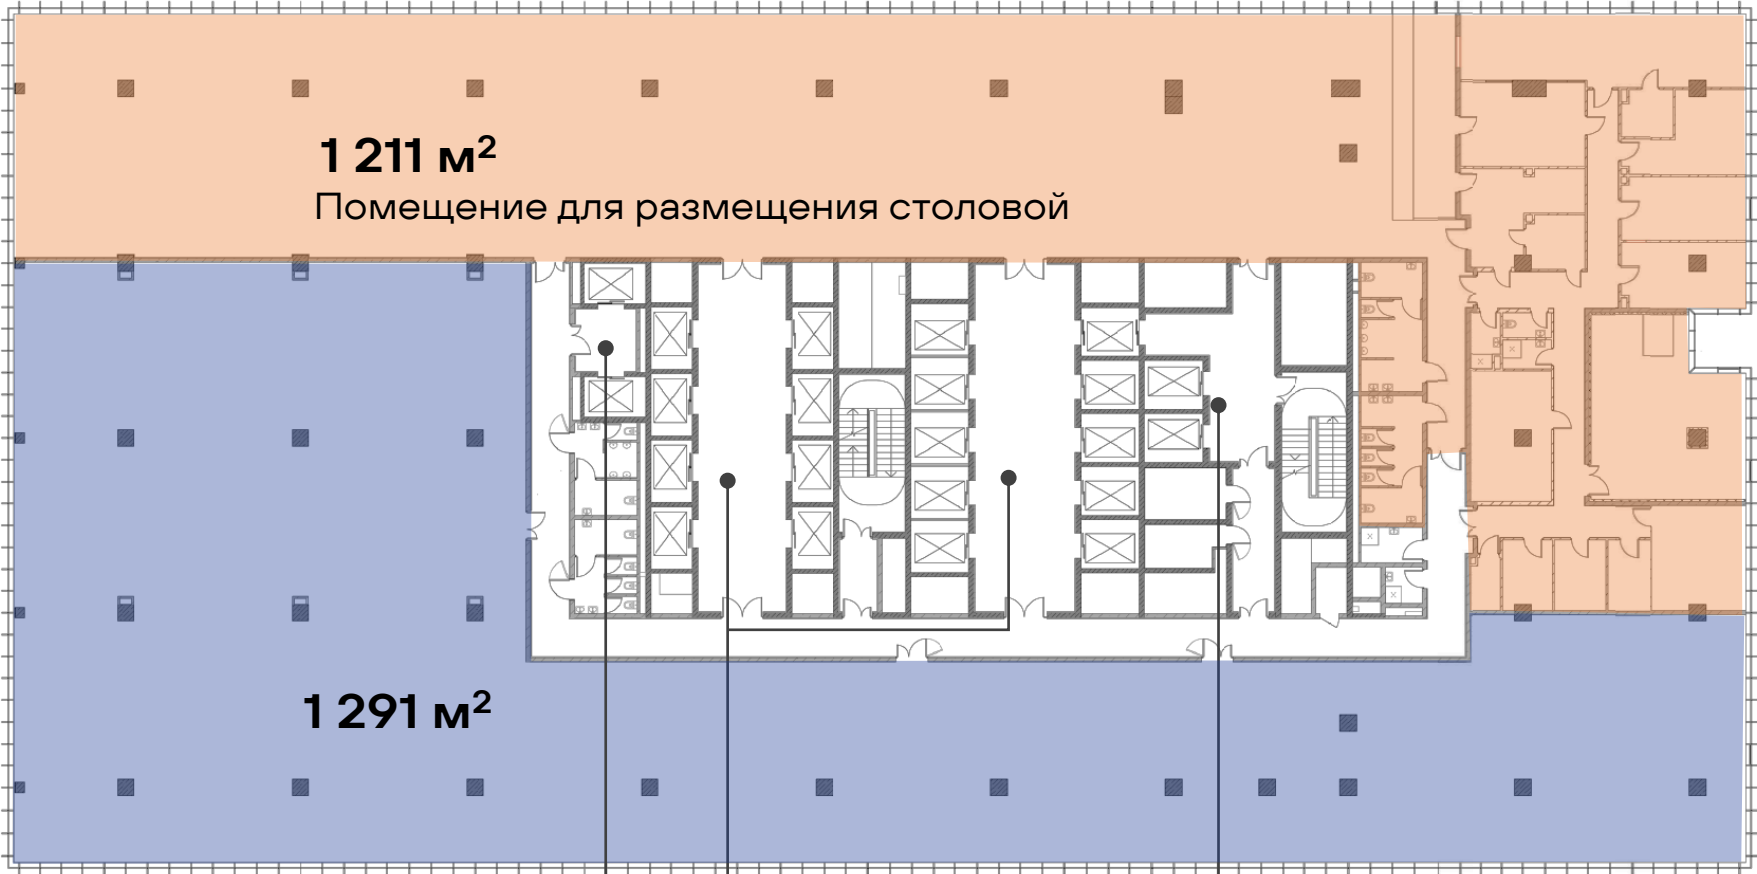 1 211 м²
Помещение для размещения столовой
1 291 м²